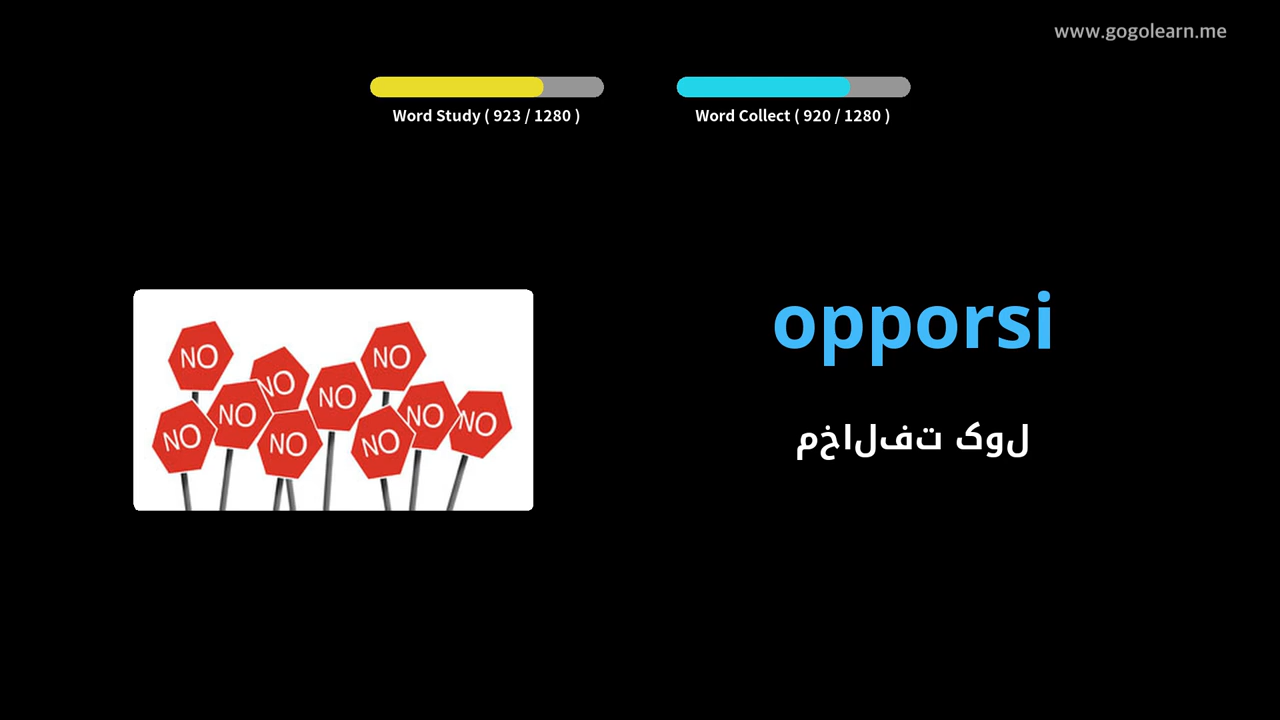 www.gogolearn.me
Word Study ( 923 / 1280 )
Word Collect ( 920 / 1280 )
NO
NO
NO
NO
NO
NO
NO
NO
NO
NO
opporsi
مخالفت کول